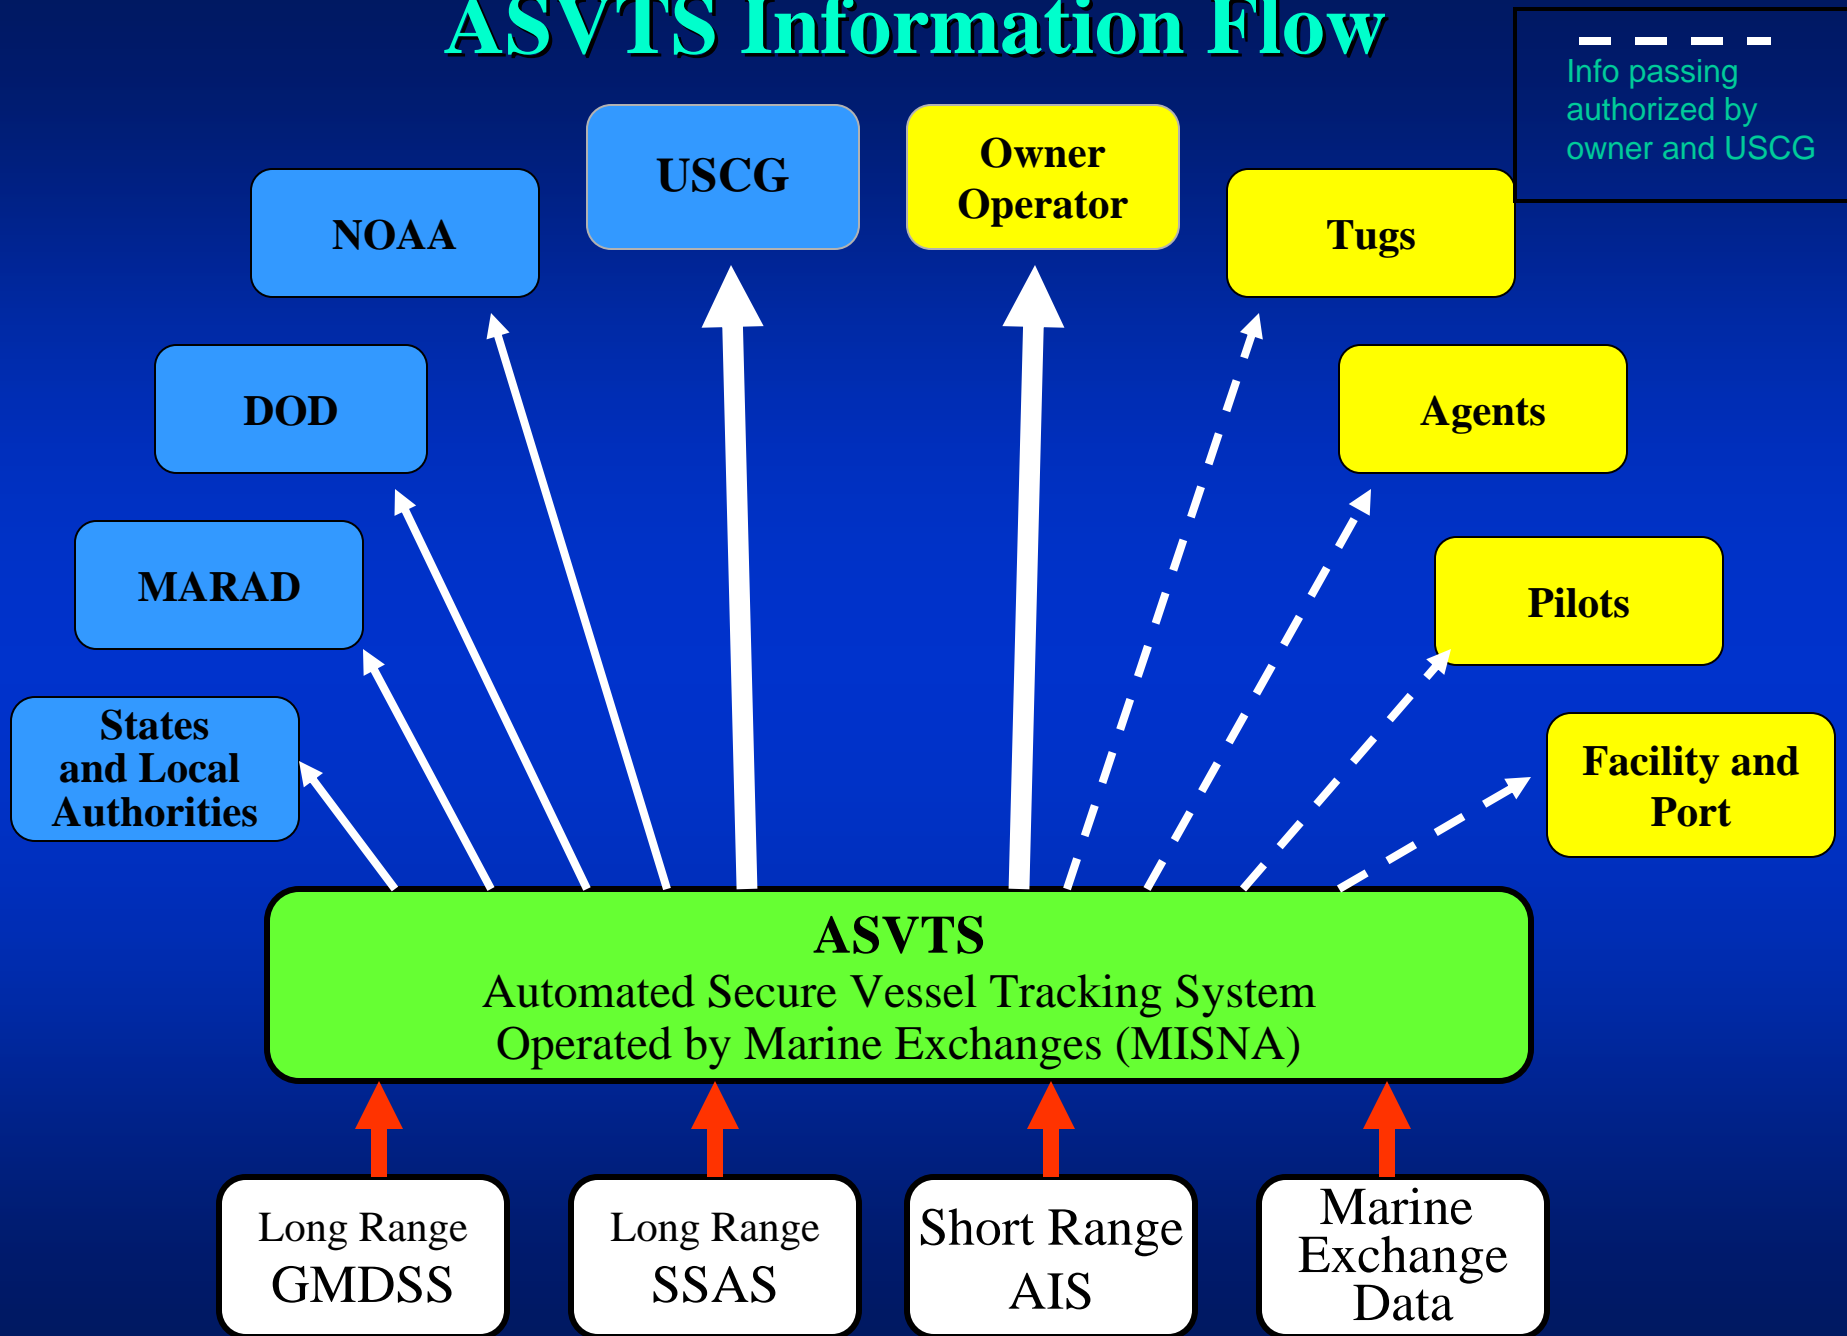 ASVTS Information Flow
Info passing
authorized by
owner and USCG
USCG
Owner
Operator
NOAA
Tugs
DOD
Agents
MARAD
Pilots
States
and Local
Authorities
Facility and
Port
ASVTS
Automated Secure Vessel Tracking System
Operated by Marine Exchanges (MISNA)
Long Range
GMDSS
Long Range
SSAS
Short Range
AIS
Marine
Exchange
Data